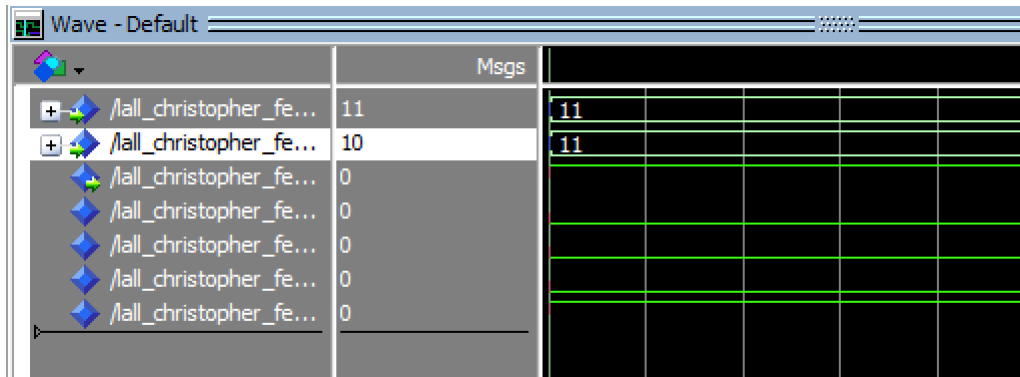 Wave - Default
Msgs
/lall_christopher_fe... 11 11
/lall_christopher_fe... 10 11
/lall_christopher_fe... 0
/lall_christopher_fe... 0
/lall_christopher_fe... 0
/lall_christopher_fe... 0
/lall_christopher_fe... 0